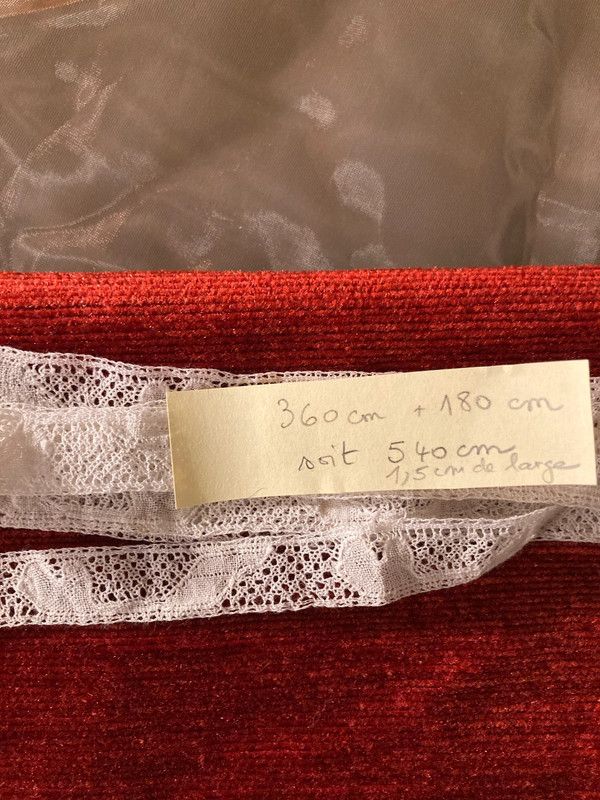 360 cm + 180 cm
soit 540 cm
1,5 cm de large